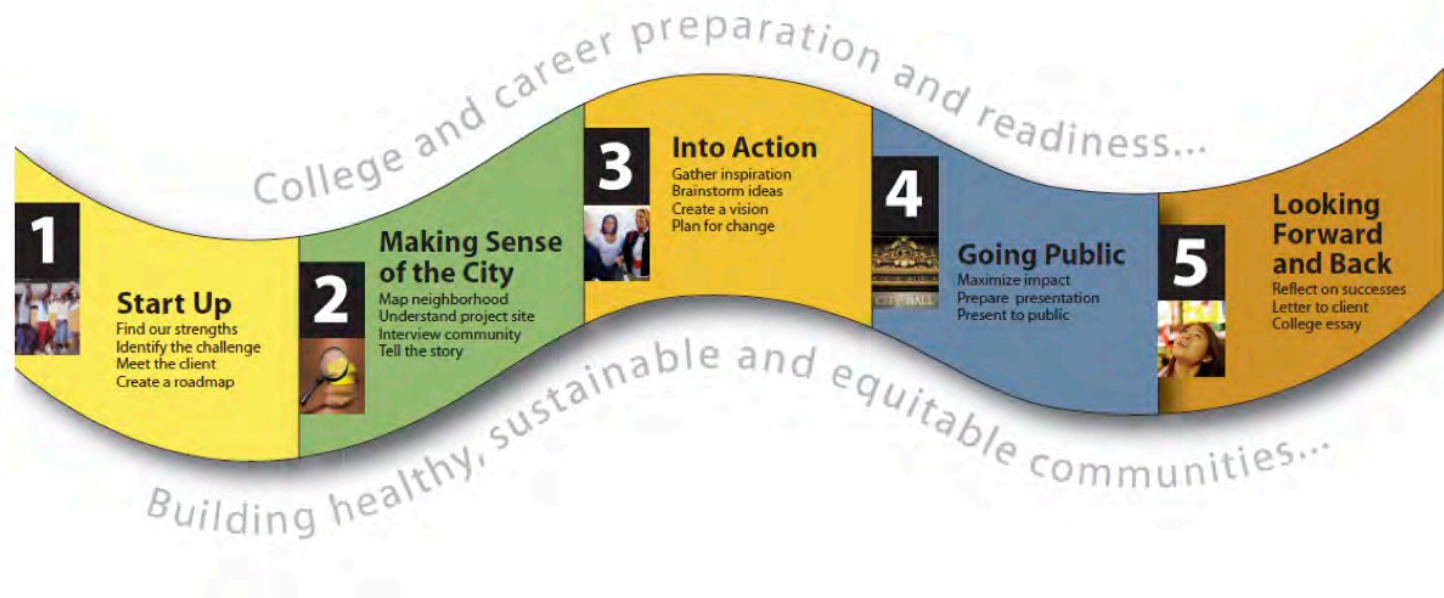 College and career preparation and readiness...
1
Start Up
Find our strengths
Identify the challenge
Meet the client
Create a roadmap
2
Making Sense
of the City
Map neighborhood
Understand project site
Interview community
Tell the story
3
Into Action
Gather inspiration
Brainstorm ideas
Create a vision
Plan for change
4
CITY HALL
Going Public
Maximize impact
Prepare presentation
Present to public
5
Looking
Forward
and Back
Reflect on successes
Letter to client
College essay
Building healthy, sustainable and equitable communities...